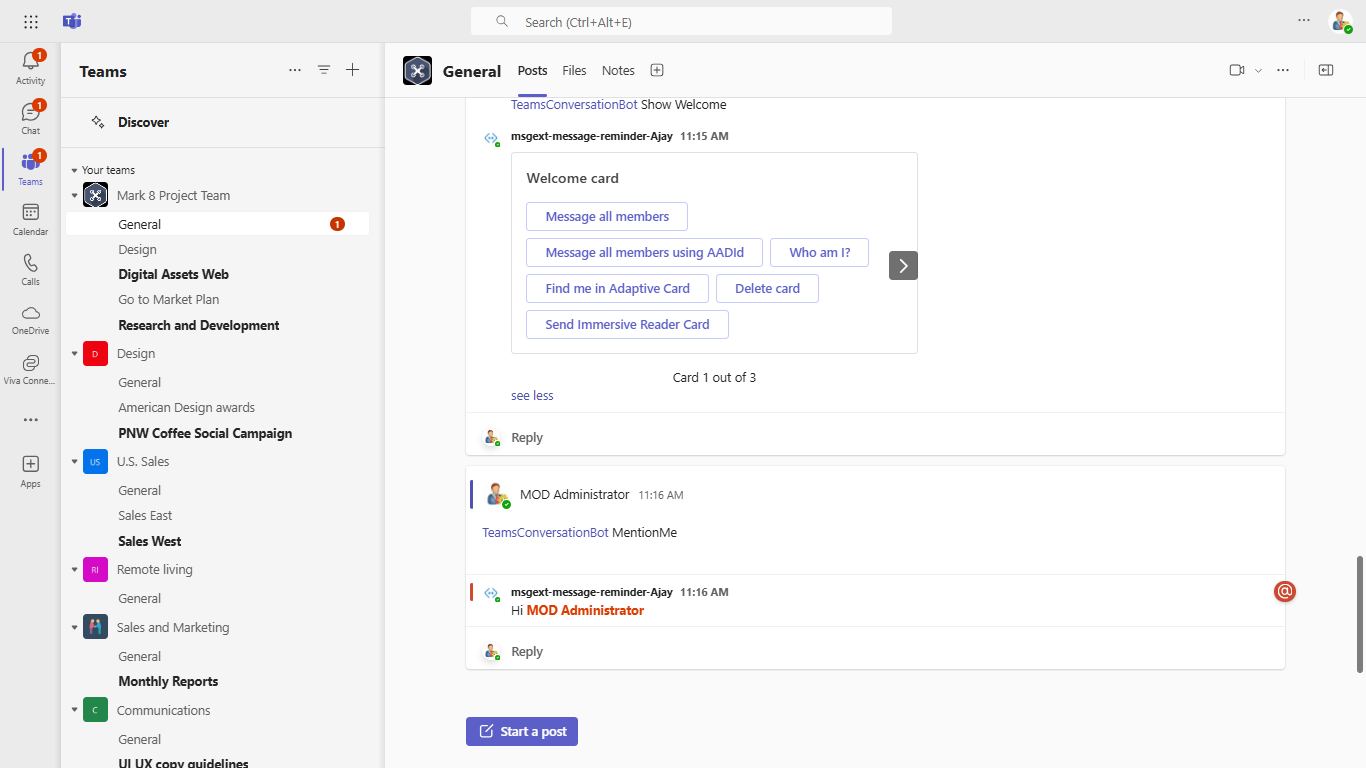 Search (Ctrl+Alt+E)
1
Activity
1
Chat
1
Teams
Calendar
Calls
OneDrive
Viva Conne...
Apps
Teams
Discover
Your teams
Mark 8 Project Team
General 1
Design
Digital Assets Web
Go to Market Plan
Research and Development
D Design
General
American Design awards
PNW Coffee Social Campaign
US U.S. Sales
General
Sales East
Sales West
Rl Remote living
General
Sales and Marketing
General
Monthly Reports
C Communications
General
UI UX copy guidelines
General Posts Files Notes
TeamsConversationBot Show Welcome
msgext-message-reminder-Ajay 11:15 AM
Welcome card
Message all members
Message all members using AADId Who am I?
Find me in Adaptive Card Delete card
Send Immersive Reader Card
Card 1 out of 3
see less
Reply
MOD Administrator 11:16 AM
TeamsConversationBot MentionMe
msgext-message-reminder-Ajay 11:16 AM
@
Hi MOD Administrator
Reply
Start a post